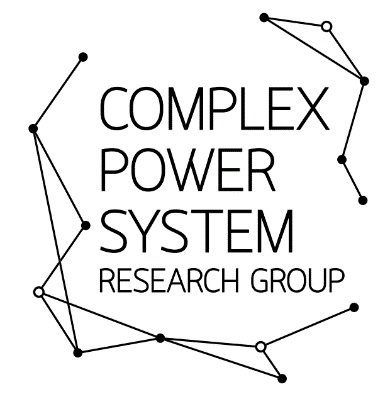 COMPLEX
POWER
SYSTEM
RESEARCH GROUP